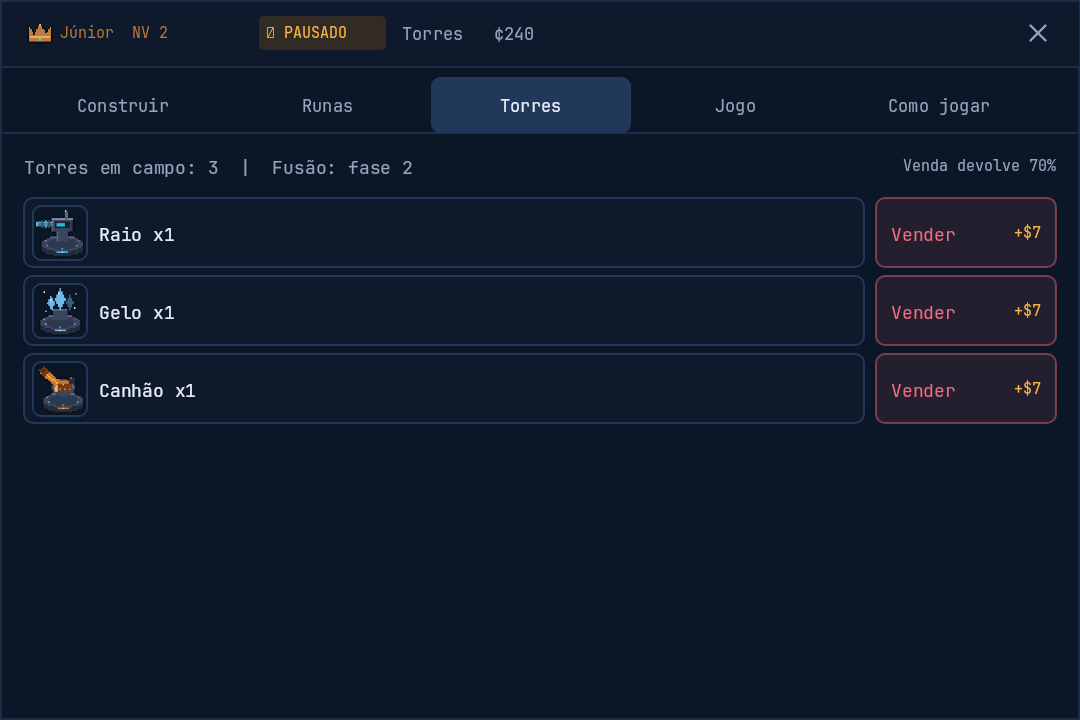 Júnior NV 2
PAUSADO
Torres ¢240
Construir Runas Torres Jogo Como jogar
Torres em campo: 3 | Fusão: fase 2
Venda devolve 70%
Raio x1
Vender +$7
Gelo x1
Vender +$7
Canhão x1
Vender +$7